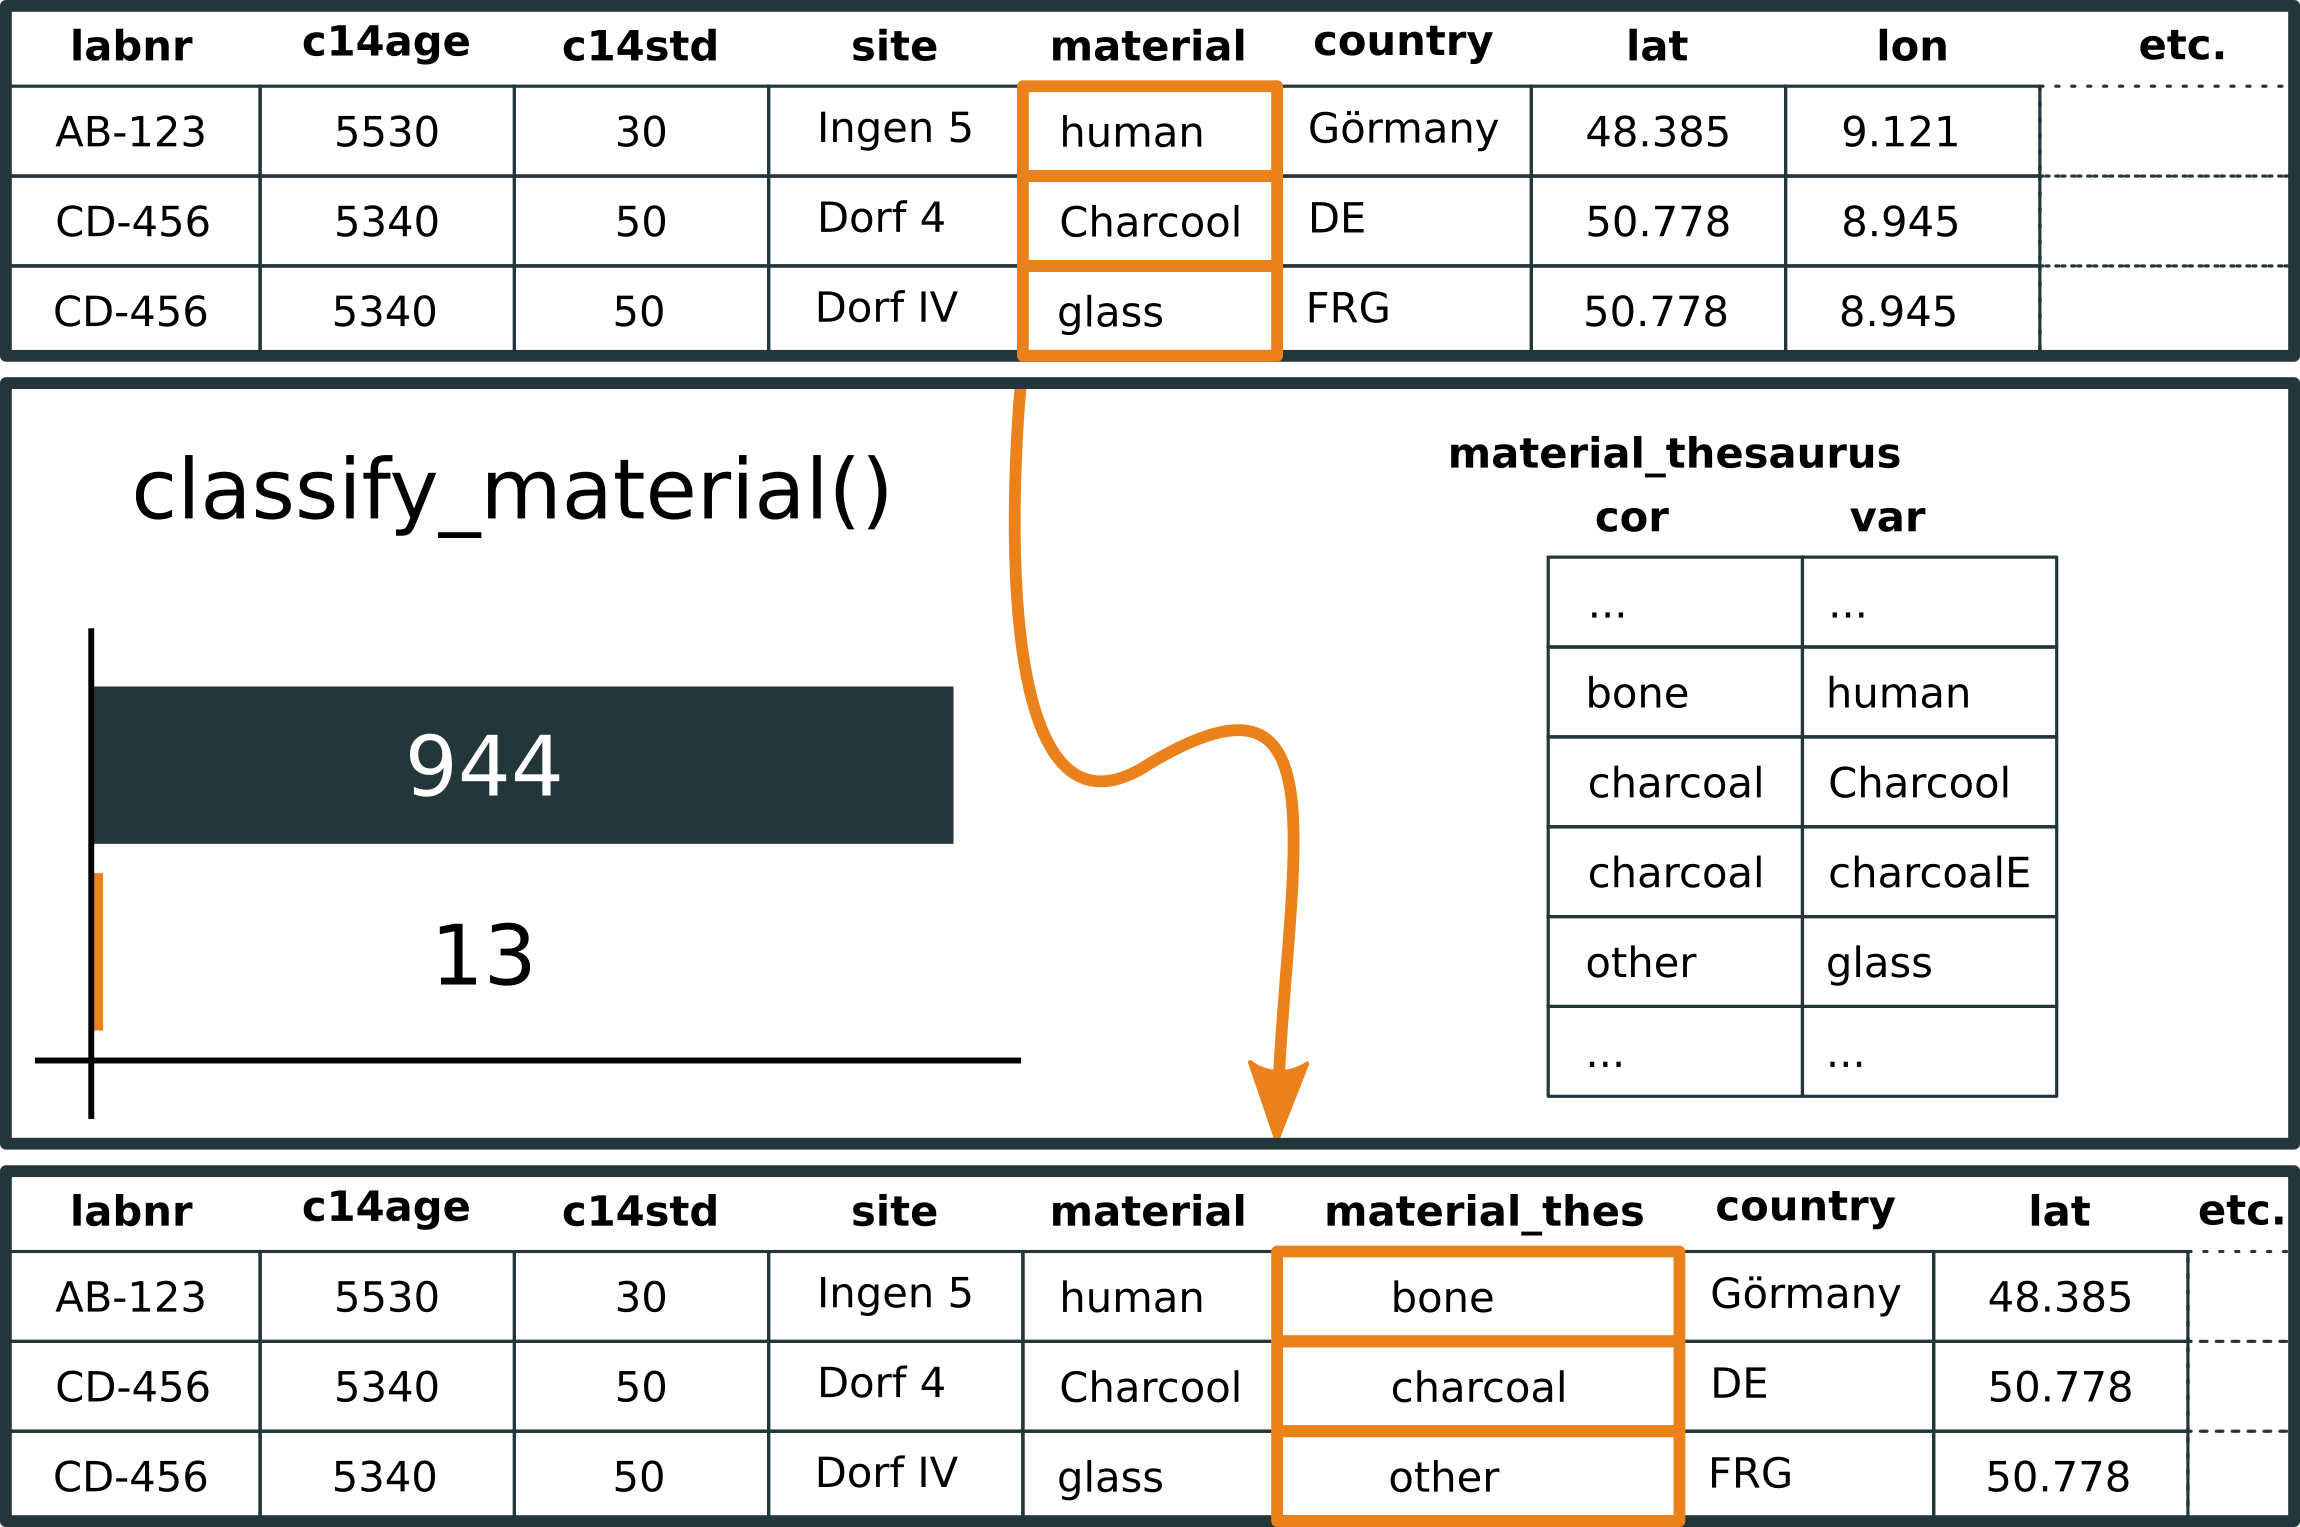 labnr c14age c14std site material country lat lon etc.
AB-123 5530 30 Ingen 5 human Görmany 48.385 9.121
CD-456 5340 50 Dorf 4 Charcool DE 50.778 8.945
CD-456 5340 50 Dorf IV glass FRG 50.778 8.945
classify_material()
944
13
material_thesaurus
cor var
... ...
bone human
charcoal Charcool
charcoal charcoalE
other glass
... ...
labnr c14age c14std site material material_thes country lat etc.
AB-123 5530 30 Ingen 5 human bone Görmany 48.385
CD-456 5340 50 Dorf 4 Charcool charcoal DE 50.778
CD-456 5340 50 Dorf IV glass other FRG 50.778